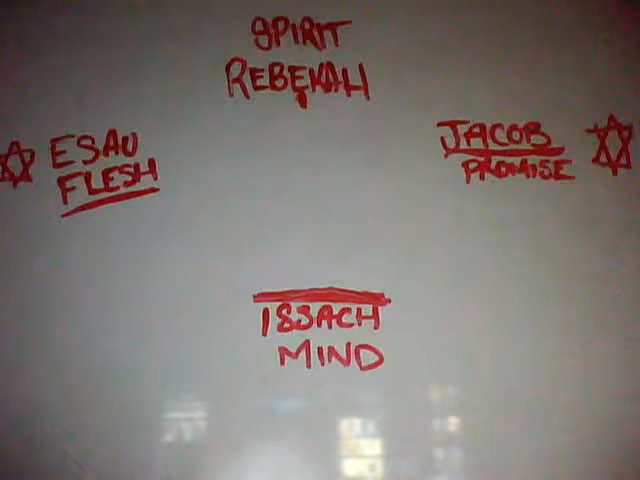 SPIRIT
REBEKAH
ESAU
FLESH
JACOB
PROMISE
ISSACH
MIND